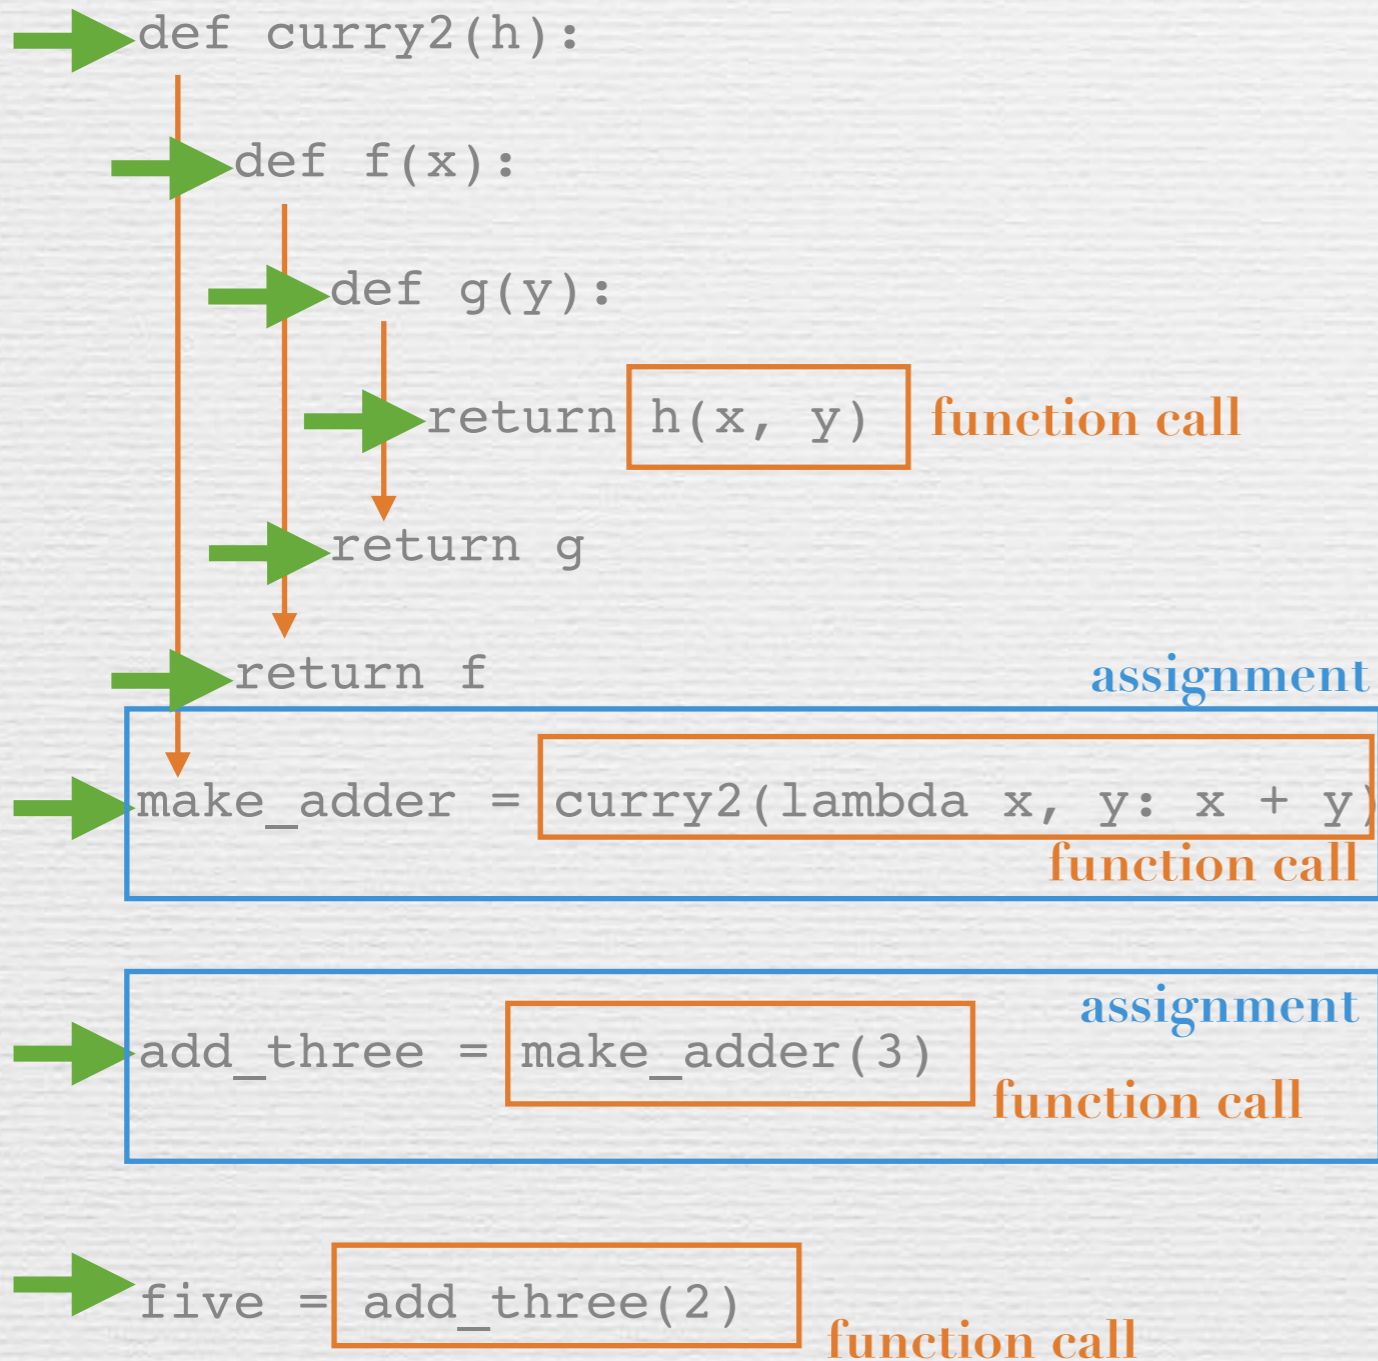 def curry2(h):
def f(x):
def g(y):
return h(x, y) function call
return g
return f
assignment
make_adder = curry2(lambda x, y: x + y)
function call
assignment
add_three = make_adder(3)
function call
five = add_three(2)
function call